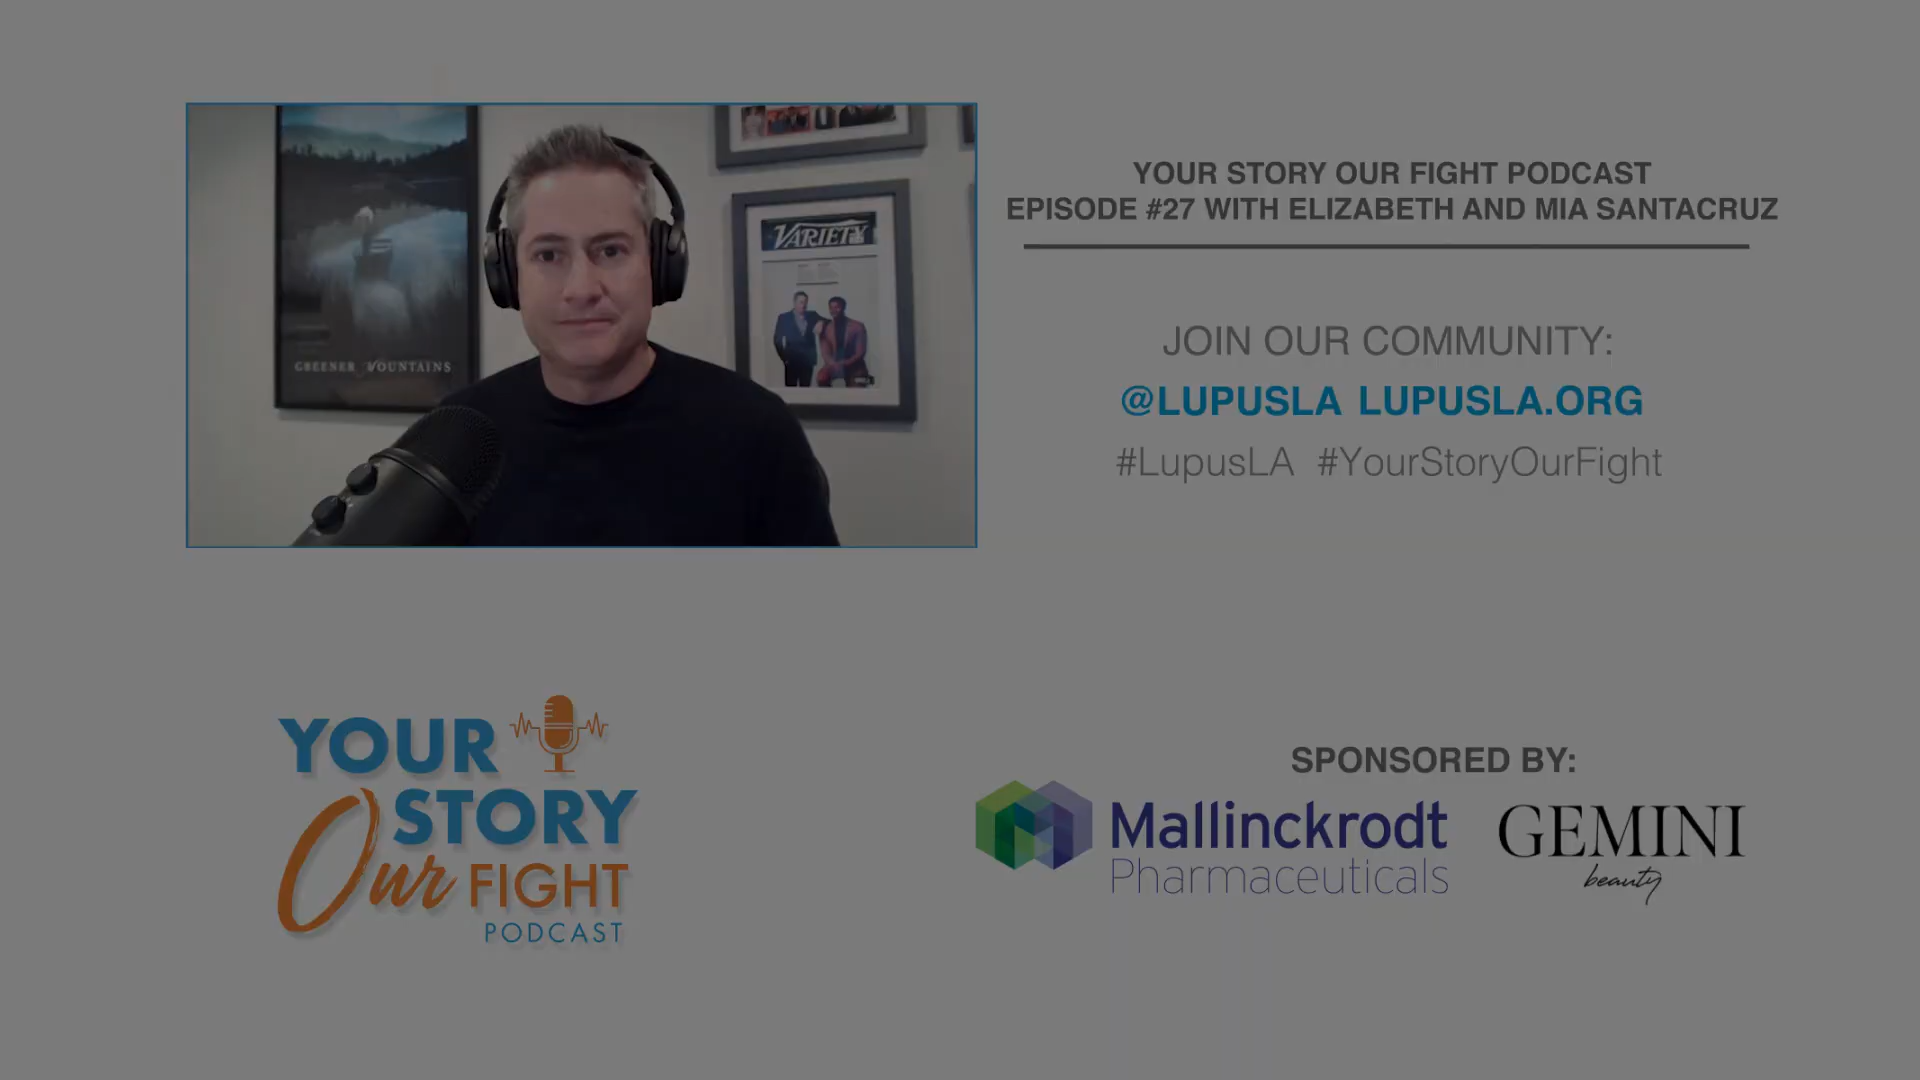 GREENER MOUNTAINS
VARIETY
YOUR STORY OUR FIGHT PODCAST
EPISODE #27 WITH ELIZABETH AND MIA SANTACRUZ
JOIN OUR COMMUNITY:
@LUPUSLA LUPUSLA.ORG
#LupusLA #YourStoryOurFight
YOUR
STORY
Our FIGHT
PODCAST
SPONSORED BY:
Mallinckrodt
Pharmaceuticals
GEMINI
beauty